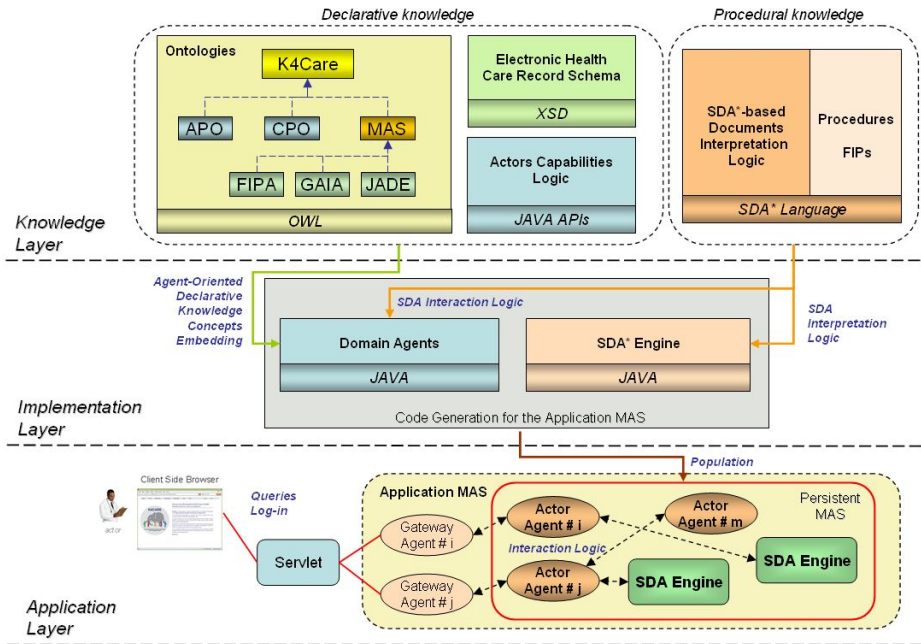 Declarative knowledge
Procedural knowledge
Ontologies
K4Care
APO
CPO
MAS
FIPA
GAIA
JADE
OWL
Electronic Health
Care Record Schema
XSD
Actors Capabilities
Logic
JAVA APIs
SDA*-based
Documents
Interpretation
Logic
Procedures
FIPs
SDA* Language
Knowledge
Layer
Agent-Oriented
Declarative
Knowledge
Concepts
Embedding
SDA Interaction Logic
SDA
Interpretation
Logic
Domain Agents
JAVA
SDA* Engine
JAVA
Code Generation for the Application MAS
Implementation
Layer
Population
Client Side Browser
actor
Queries
Log-in
Servlet
Application MAS
Persistent
MAS
Gateway
Agent # i
Gateway
Agent # j
Actor
Agent # i
Actor
Agent # m
Interaction Logic
Actor
Agent # j
SDA Engine
SDA Engine
Application
Layer